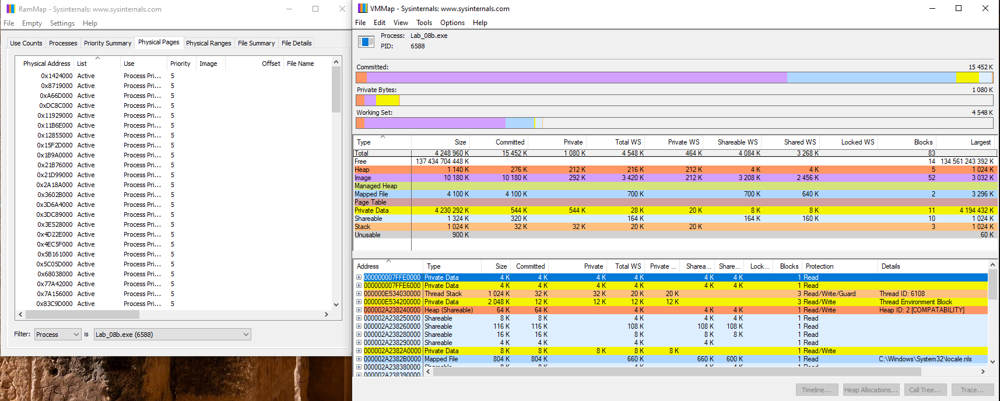 RamMap - Sysinternals: www.sysinternals.com
File Empty Settings Help
Use Counts Processes Priority Summary Physical Pages Physical Ranges File Summary File Details
Physical Address List Use Priority Image Offset File Name
0x1424000 Active Process Pri... 5
0x8719000 Active Process Pri... 5
0xA66D000 Active Process Pri... 5
0xDC8C000 Active Process Pri... 5
0x11929000 Active Process Pri... 5
0x11B6E000 Active Process Pri... 5
0x12855000 Active Process Pri... 5
0x15F2D000 Active Process Pri... 5
0x1B9A0000 Active Process Pri... 5
0x21B76000 Active Process Pri... 5
0x21D99000 Active Process Pri... 5
0x2A18A000 Active Process Pri... 5
0x3602B000 Active Process Pri... 5
0x3D6A4000 Active Process Pri... 5
0x3DC89000 Active Process Pri... 5
0x3E528000 Active Process Pri... 5
0x4D22E000 Active Process Pri... 5
0x4EC5F000 Active Process Pri... 5
0x5B161000 Active Process Pri... 5
0x5C05D000 Active Process Pri... 5
0x68038000 Active Process Pri... 5
0x77A42000 Active Process Pri... 5
0x7A156000 Active Process Pri... 5
0x83C9D000 Active Process Pri... 5
Filter: Process is Lab_08b.exe (6588)
VMMap - Sysinternals: www.sysinternals.com
File Edit View Tools Options Help
Process: Lab_08b.exe
PID: 6588
Committed: 15 452 K
Private Bytes: 1 080 K
Working Set: 4 548 K
Type Size Committed Private Total WS Private WS Shareable WS Shared WS Locked WS Blocks Largest
Total 4 248 960 K 15 452 K 1 080 K 4 548 K 464 K 4 084 K 3 268 K 83
Free 137 434 704 448 K 14 134 561 243 392 K
Heap 1 140 K 276 K 212 K 216 K 212 K 4 K 4 K 5 1 024 K
Image 10 180 K 10 180 K 292 K 3 420 K 212 K 3 208 K 2 456 K 52 3 032 K
Managed Heap
Mapped File 4 100 K 4 100 K 700 K 700 K 640 K 2 3 296 K
Page Table
Private Data 4 230 292 K 544 K 544 K 28 K 20 K 8 K 8 K 11 4 194 432 K
Shareable 1 324 K 320 K 164 K 164 K 160 K 10 1 024 K
Stack 1 024 K 32 K 32 K 20 K 20 K 3 1 024 K
Unusable 900 K 60 K
Address Type Size Committed Private Total WS Private ... Sharea... Share... Lock... Blocks Protection Details
000000007FFE0000 Private Data 4 K 4 K 4 K 4 K 4 K 4 K 1 Read
000000007FFE6000 Private Data 4 K 4 K 4 K 4 K 4 K 4 K 1 Read
000000E534030000 Thread Stack 1 024 K 32 K 32 K 20 K 20 K 3 Read/Write/Guard Thread ID: 6108
000000E534200000 Private Data 2 048 K 12 K 12 K 12 K 12 K 3 Read/Write Thread Environment Block
000002A238240000 Heap (Shareable) 64 K 64 K 4 K 4 K 4 K 1 Read/Write Heap ID: 2 [COMPATABILITY]
000002A238250000 Shareable 8 K 8 K 4 K 4 K 4 K 1 Read
000002A238260000 Shareable 116 K 116 K 108 K 108 K 108 K 1 Read
000002A238280000 Shareable 16 K 16 K 8 K 8 K 8 K 1 Read
000002A238290000 Shareable 4 K 4 K 4 K 4 K 1 Read
000002A2382A0000 Private Data 8 K 8 K 8 K 8 K 8 K 1 Read/Write
000002A2382B0000 Mapped File 804 K 804 K 660 K 660 K 600 K 1 Read C:\Windows\System32\locale.nls
000002A238380000 Shareable 8 K 8 K 8 K 8 K 8 K 1 Read
000002A238390000
Timeline... Heap Allocations... Call Tree... Trace...